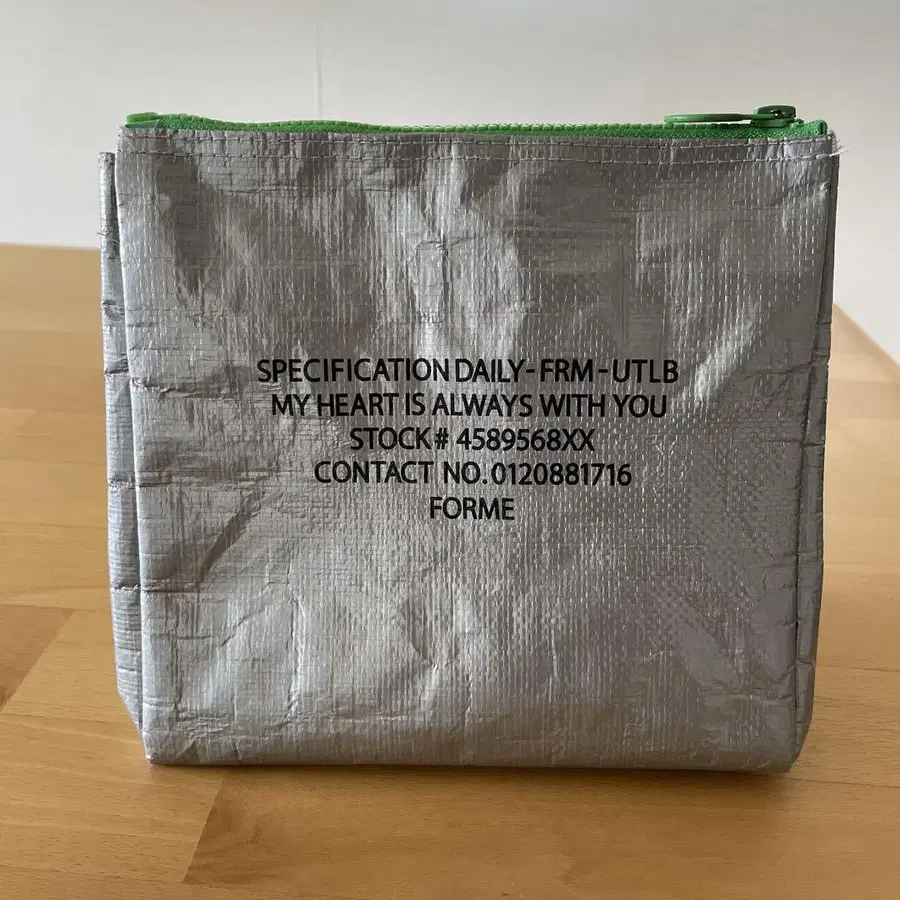 SPECIFICATION DAILY-FRM-UTLB
MY HEART IS ALWAYS WITH YOU
STOCK# 4589568XX
CONTACT NO. 0120881716
FORME